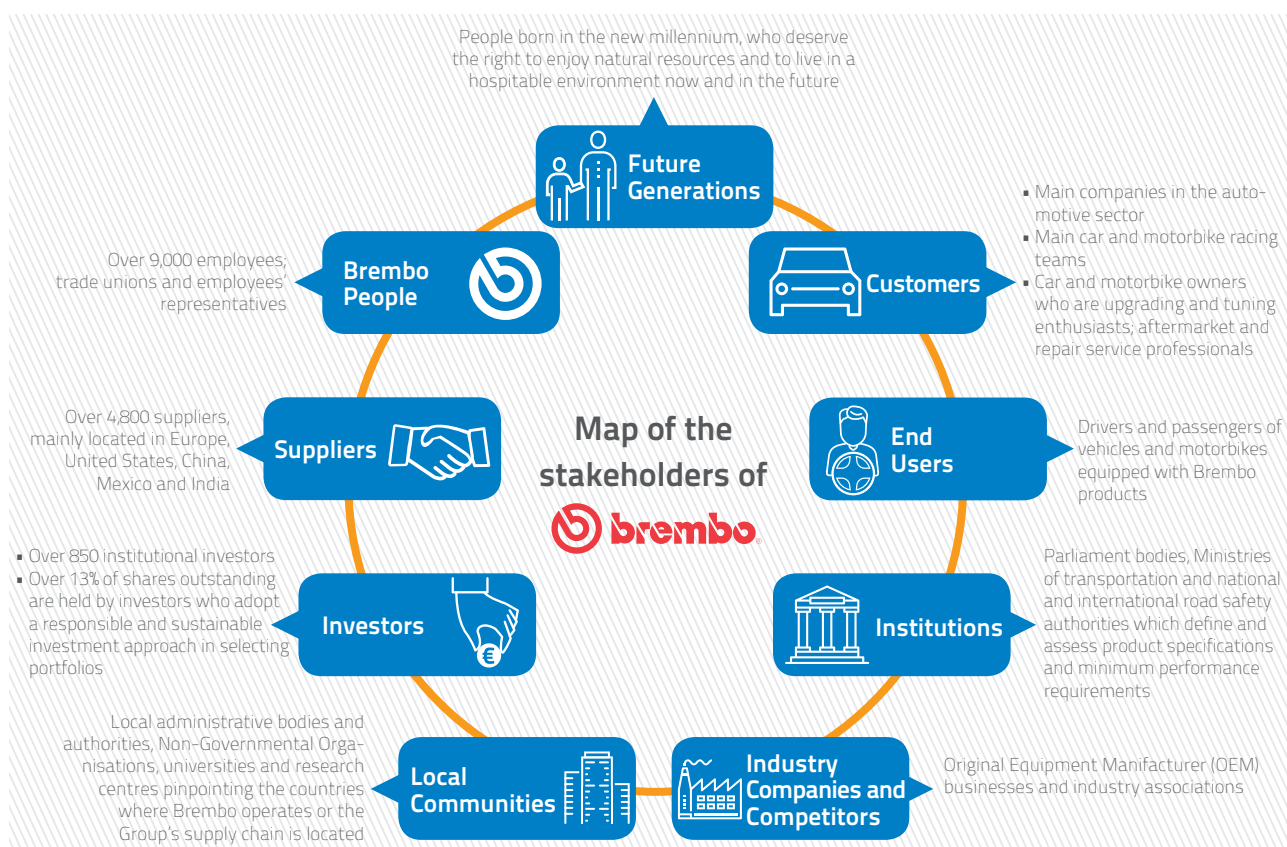 People born in the new millennium, who deserve
the right to enjoy natural resources and to live in a
hospitable environment now and in the future
Future
Generations
Brembo
People
Over 9,000 employees;
trade unions and employees’
representatives
Customers
▪ Main companies in the auto-
motive sector
▪ Main car and motorbike racing
teams
▪ Car and motorbike owners
who are upgrading and tuning
enthusiasts; aftermarket and
repair service professionals
Over 4,800 suppliers,
mainly located in Europe,
United States, China,
Mexico and India
Suppliers
Map of the
stakeholders of
brembo
End
Users
Drivers and passengers of
vehicles and motorbikes
equipped with Brembo
products
▪ Over 850 institutional investors
▪ Over 13% of shares outstanding
are held by investors who adopt
a responsible and sustainable
investment approach in selecting
portfolios
Investors
€
Institutions
Parliament bodies, Ministries
of transportation and national
and international road safety
authorities which define and
assess product specifications
and minimum performance
requirements
Local administrative bodies and
authorities, Non-Governmental Orga-
nisations, universities and research
centres pinpointing the countries
where Brembo operates or the
Group’s supply chain is located
Local
Communities
Industry
Companies and
Competitors
Original Equipment Manifacturer (OEM)
businesses and industry associations